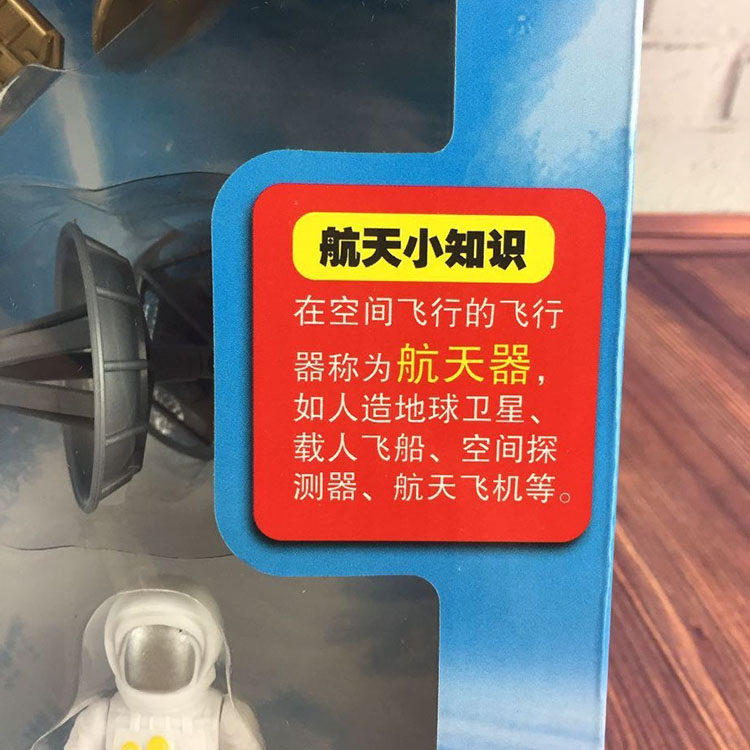 航天小知识
在空间飞行的飞行
器称为航天器，
如人造地球卫星、
载人飞船、空间探
测器、航天飞机等。